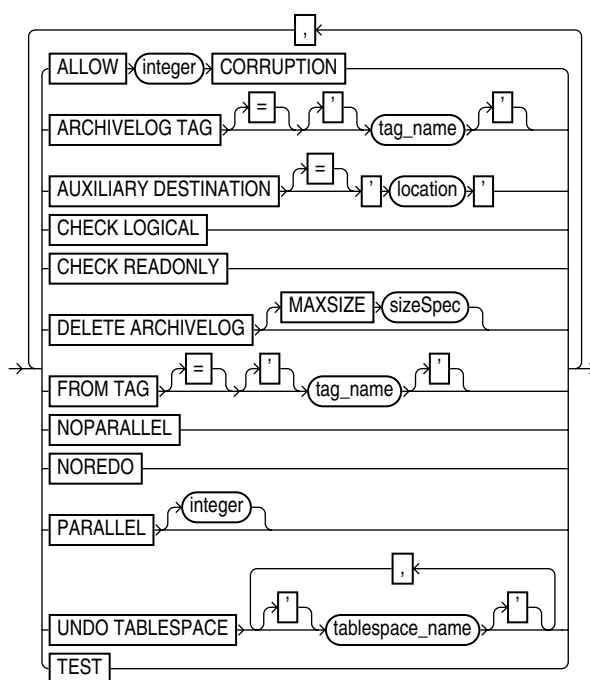 ,
ALLOW integer CORRUPTION
ARCHIVELOG TAG = ' tag_name '
AUXILIARY DESTINATION = ' location '
CHECK LOGICAL
CHECK READONLY
DELETE ARCHIVELOG MAXSIZE sizeSpec
FROM TAG = ' tag_name '
NOPARALLEL
NOREDO
PARALLEL integer
,
UNDO TABLESPACE ' tablespace_name '
TEST